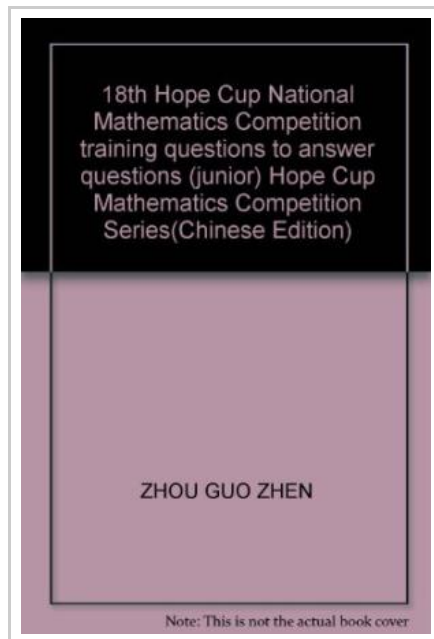 18th Hope Cup National
Mathematics Competition
training questions to answer
questions (junior) Hope Cup
Mathematics Competition
Series(Chinese Edition)
ZHOU GUO ZHEN
Note: This is not the actual book cover